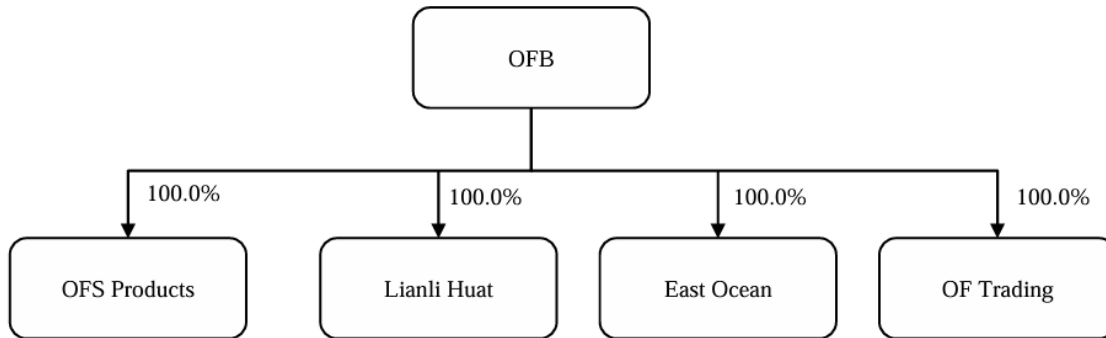 OFB
100.0%
100.0%
100.0%
100.0%
OFS Products
Lianli Huat
East Ocean
OF Trading